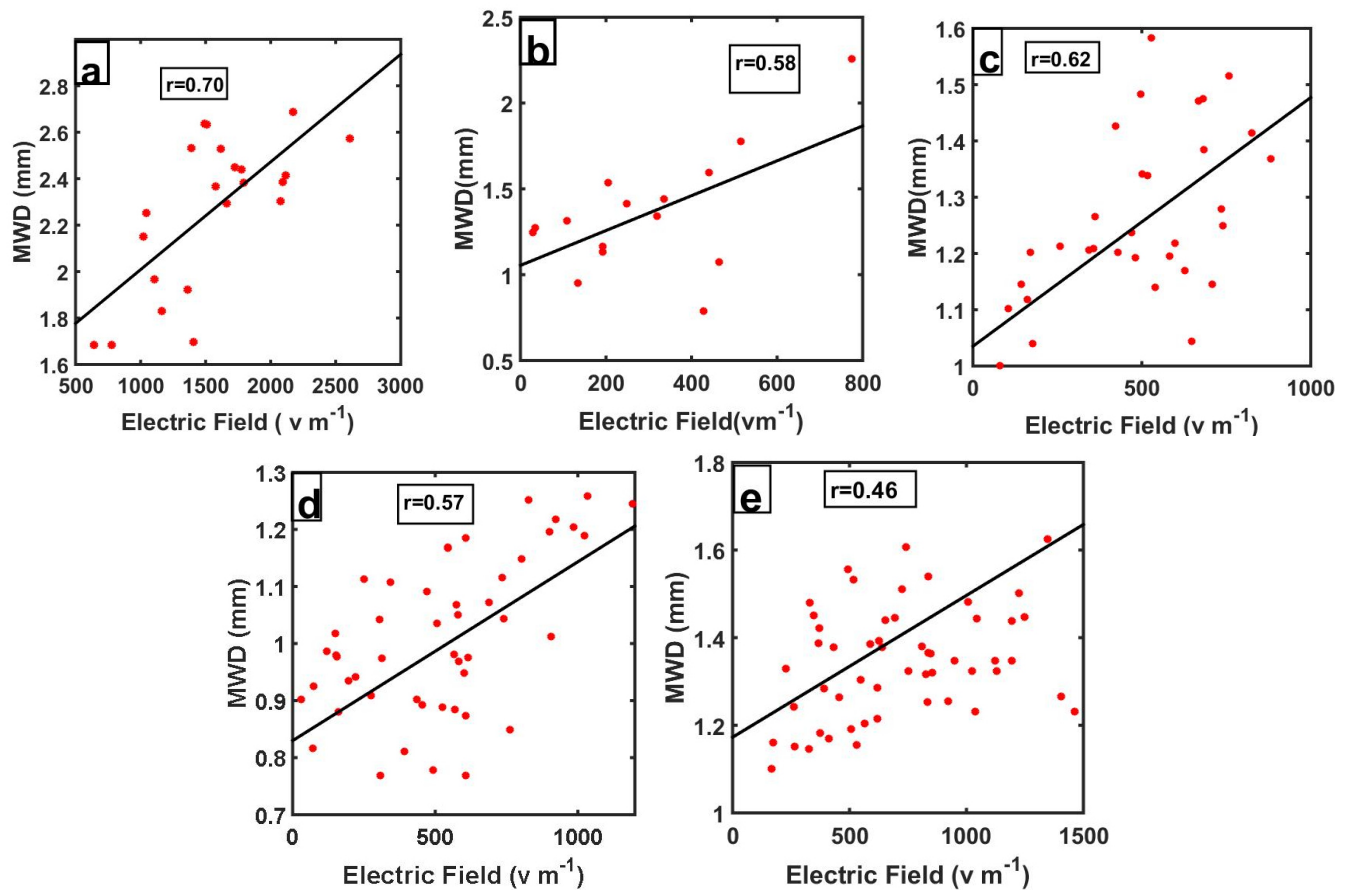 a
r=0.70
2.8
2.6
2.4
2.2
2
1.8
1.6
MWD (mm)
500 1000 1500 2000 2500 3000
Electric Field ( v m-1)
b
r=0.58
2.5
2
1.5
1
0.5
MWD(mm)
0 200 400 600 800
Electric Field(vm-1)
c
r=0.62
1.6
1.5
1.4
1.3
1.2
1.1
1
MWD(mm)
0 500 1000
Electric Field (v m-1)
d
r=0.57
1.3
1.2
1.1
1
0.9
0.8
0.7
MWD (mm)
0 500 1000
Electric Field (v m-1)
e
r=0.46
1.8
1.6
1.4
1.2
1
MWD (mm)
0 500 1000 1500
Electric Field (v m-1)